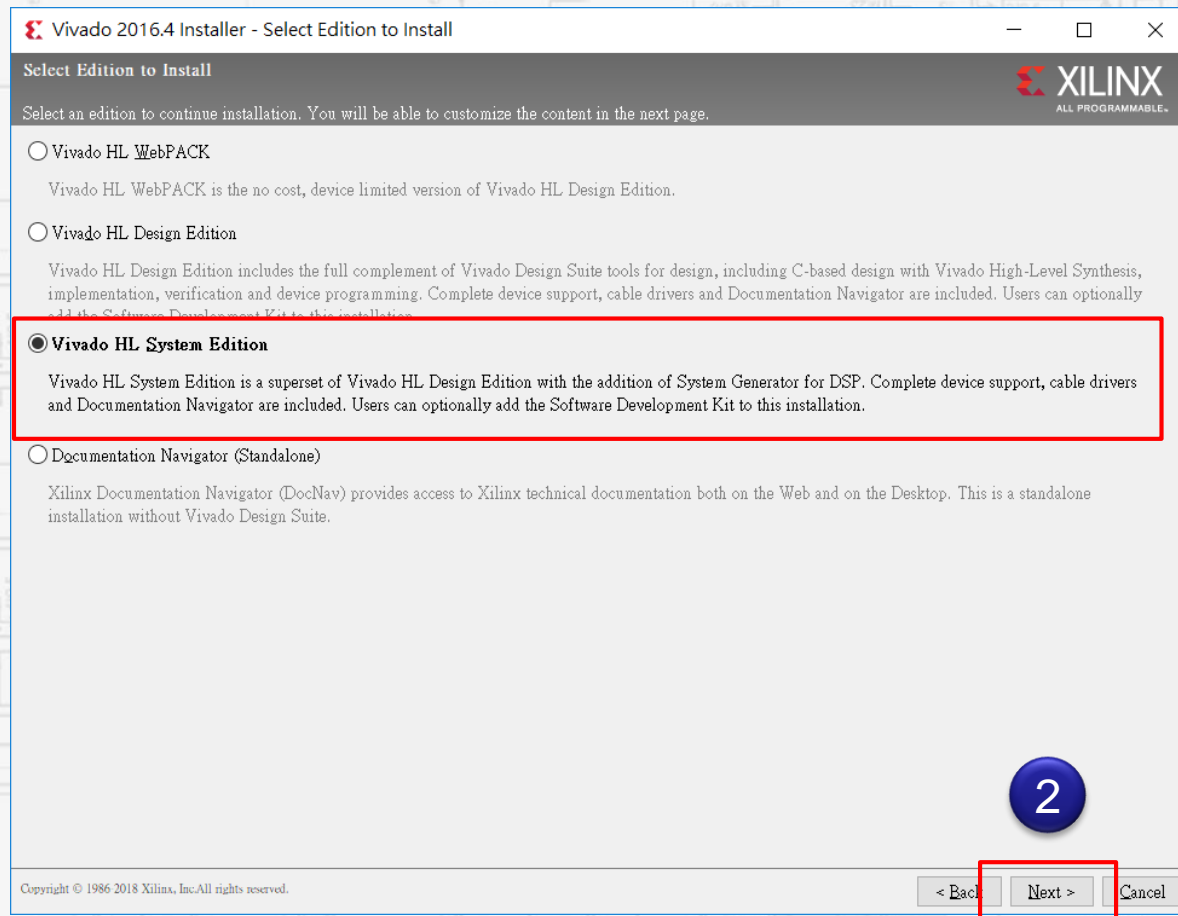 Vivado 2016.4 Installer - Select Edition to Install
Select Edition to Install
XILINX
ALL PROGRAMMABLE™
Select an edition to continue installation. You will be able to customize the content in the next page.
Vivado HL WebPACK
Vivado HL WebPACK is the no cost, device limited version of Vivado HL Design Edition.
Vivado HL Design Edition
Vivado HL Design Edition includes the full complement of Vivado Design Suite tools for design, including C-based design with Vivado High-Level Synthesis,
implementation, verification and device programming. Complete device support, cable drivers and Documentation Navigator are included. Users can optionally
add the Software Development Kit to this installation.
Vivado HL System Edition
Vivado HL System Edition is a superset of Vivado HL Design Edition with the addition of System Generator for DSP. Complete device support, cable drivers
and Documentation Navigator are included. Users can optionally add the Software Development Kit to this installation.
Documentation Navigator (Standalone)
Xilinx Documentation Navigator (DocNav) provides access to Xilinx technical documentation both on the Web and on the Desktop. This is a standalone
installation without Vivado Design Suite.
2
Copyright © 1986-2018 Xilinx, Inc.All rights reserved.
< Back
Next >
Cancel